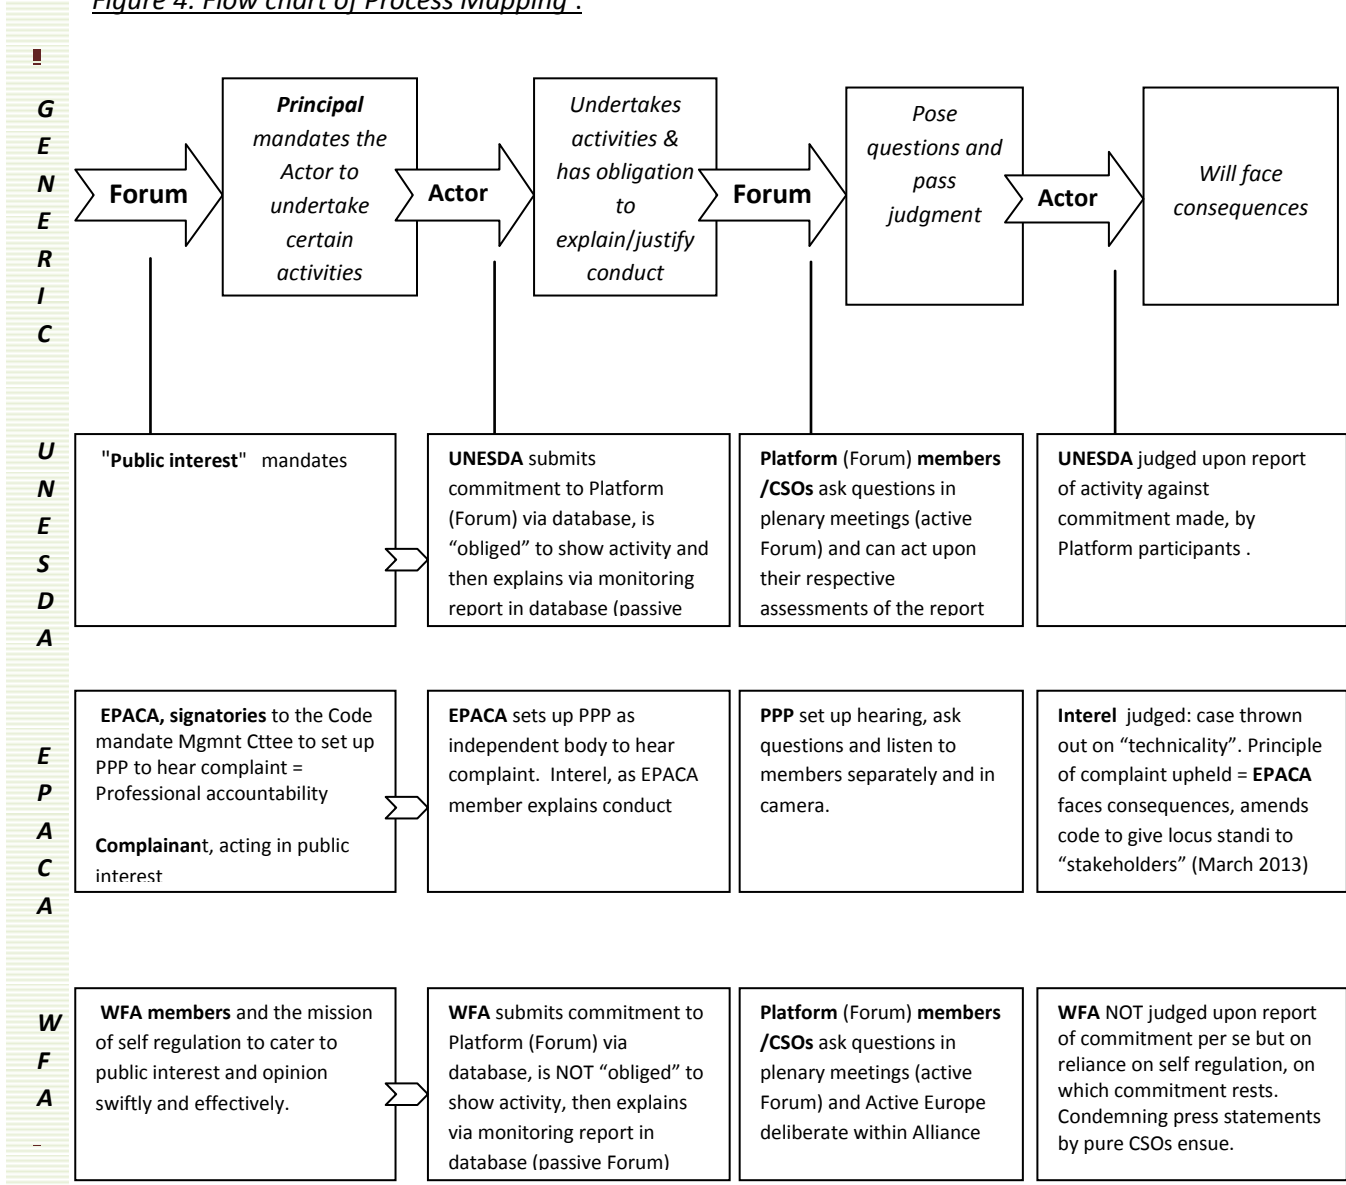 Figure 4. Flow chart of Process Mapping .
G
E
N
E
R
I
C
Forum
Principal
mandates the
Actor to
undertake
certain
activities
Actor
Undertakes
activities &
has obligation
to
explain/justify
conduct
Forum
Pose
questions and
pass
judgment
Actor
Will face
consequences
U
N
E
S
D
A
"Public interest" mandates
UNESDA submits
commitment to Platform
(Forum) via database, is
“obliged” to show activity and
then explains via monitoring
report in database (passive
Platform (Forum) members
/CSOs ask questions in
plenary meetings (active
Forum) and can act upon
their respective
assessments of the report
UNESDA judged upon report
of activity against
commitment made, by
Platform participants .
E
P
A
C
A
EPACA, signatories to the Code
mandate Mgmnt Cttee to set up
PPP to hear complaint =
Professional accountability
Complainant, acting in public
interest
EPACA sets up PPP as
independent body to hear
complaint. Interel, as EPACA
member explains conduct
PPP set up hearing, ask
questions and listen to
members separately and in
camera.
Interel judged: case thrown
out on “technicality”. Principle
of complaint upheld = EPACA
faces consequences, amends
code to give locus standi to
“stakeholders” (March 2013)
W
F
A
WFA members and the mission
of self regulation to cater to
public interest and opinion
swiftly and effectively.
WFA submits commitment to
Platform (Forum) via
database, is NOT “obliged” to
show activity, then explains
via monitoring report in
database (passive Forum)
Platform (Forum) members
/CSOs ask questions in
plenary meetings (active
Forum) and Active Europe
deliberate within Alliance
WFA NOT judged upon report
of commitment per se but on
reliance on self regulation, on
which commitment rests.
Condemning press statements
by pure CSOs ensue.